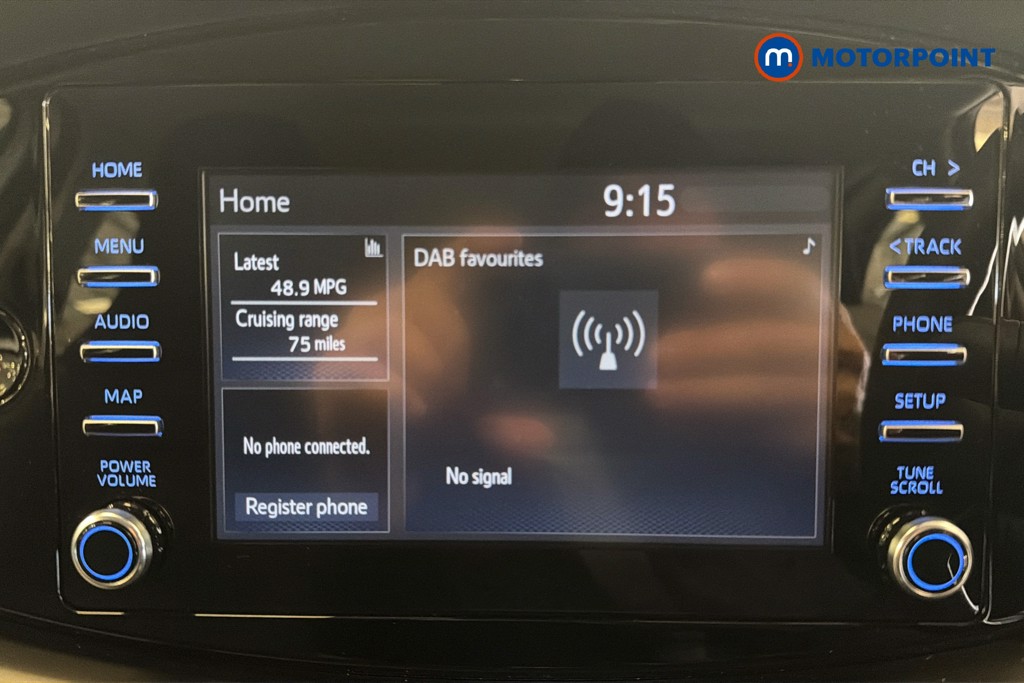 m MOTORPOINT
HOME
MENU
AUDIO
MAP
POWER
VOLUME
Home
9:15
Latest
48.9 MPG
Cruising range
75 miles
No phone connected.
Register phone
DAB favourites
No signal
CH >
< TRACK
PHONE
SETUP
TUNE
SCROLL